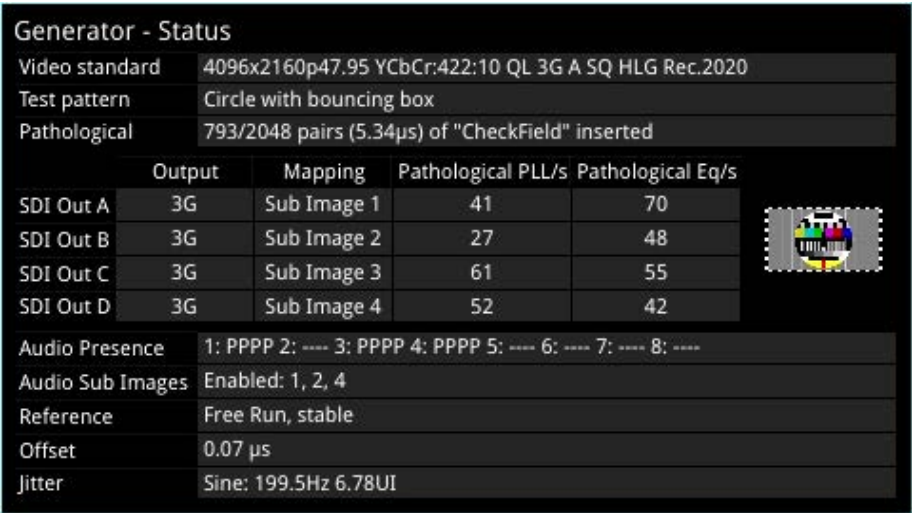 Generator - Status
Video standard 4096x2160p47.95 YCbCr:422:10 QL 3G A SQ HLG Rec.2020
Test pattern Circle with bouncing box
Pathological 793/2048 pairs (5.34µs) of "CheckField" inserted
Output Mapping Pathological PLL/s Pathological Eq/s
SDI Out A 3G Sub Image 1 41 70
SDI Out B 3G Sub Image 2 27 48
SDI Out C 3G Sub Image 3 61 55
SDI Out D 3G Sub Image 4 52 42
Audio Presence 1: PPPP 2: ---- 3: PPPP 4: PPPP 5: ---- 6: ---- 7: ---- 8: ----
Audio Sub Images Enabled: 1, 2, 4
Reference Free Run, stable
Offset 0.07 µs
Jitter Sine: 199.5Hz 6.78UI